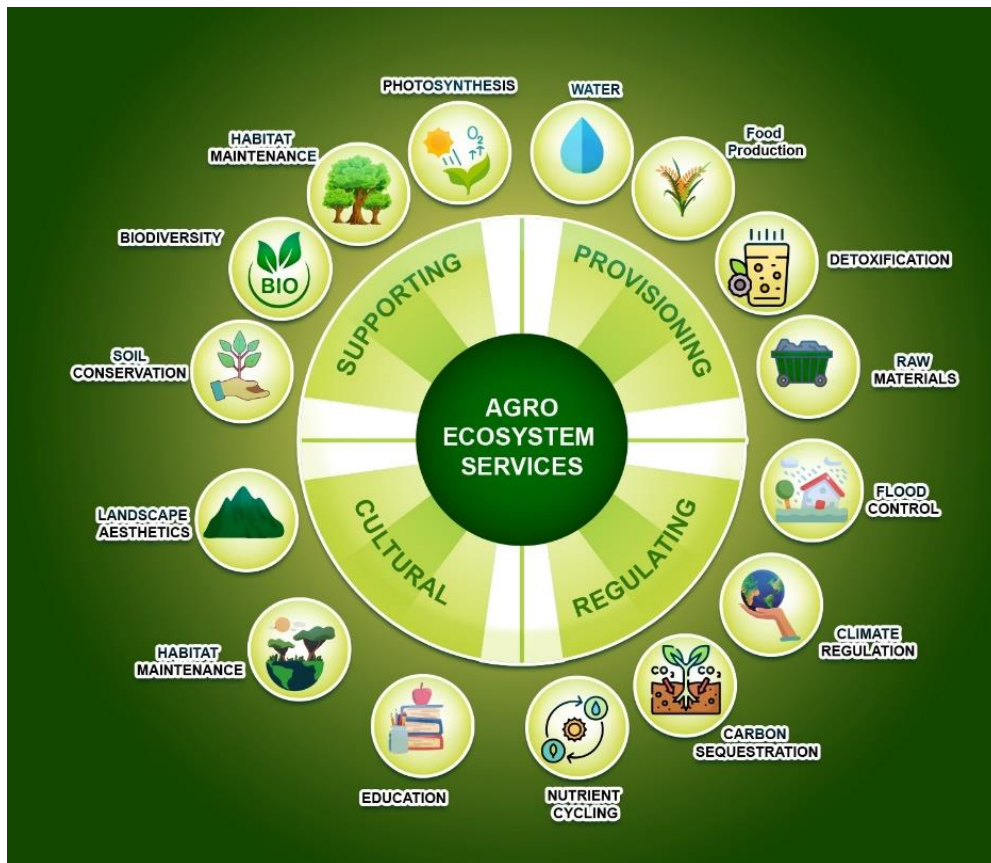 PHOTOSYNTHESIS
WATER
HABITAT
MAINTENANCE
O2
Food
Production
BIODIVERSITY
BIO
DETOXIFICATION
SUPPORTING
PROVISIONING
SOIL
CONSERVATION
RAW
MATERIALS
AGRO
ECOSYSTEM
SERVICES
LANDSCAPE
AESTHETICS
FLOOD
CONTROL
CULTURAL
REGULATING
HABITAT
MAINTENANCE
CLIMATE
REGULATION
CO2
CO2
CARBON
SEQUESTRATION
EDUCATION
NUTRIENT
CYCLING